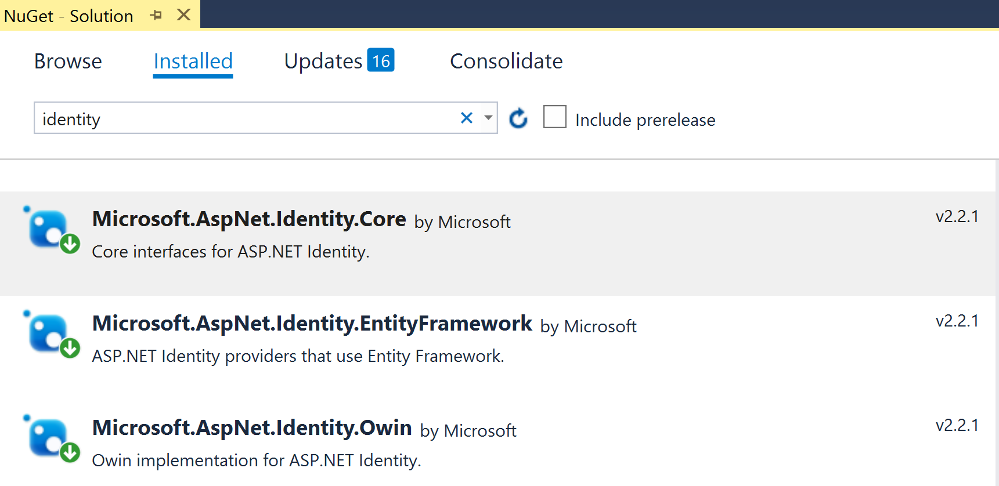 NuGet - Solution
Browse Installed Updates 16 Consolidate
identity Include prerelease
Microsoft.AspNet.Identity.Core by Microsoft v2.2.1
Core interfaces for ASP.NET Identity.
Microsoft.AspNet.Identity.EntityFramework by Microsoft v2.2.1
ASP.NET Identity providers that use Entity Framework.
Microsoft.AspNet.Identity.Owin by Microsoft v2.2.1
Owin implementation for ASP.NET Identity.